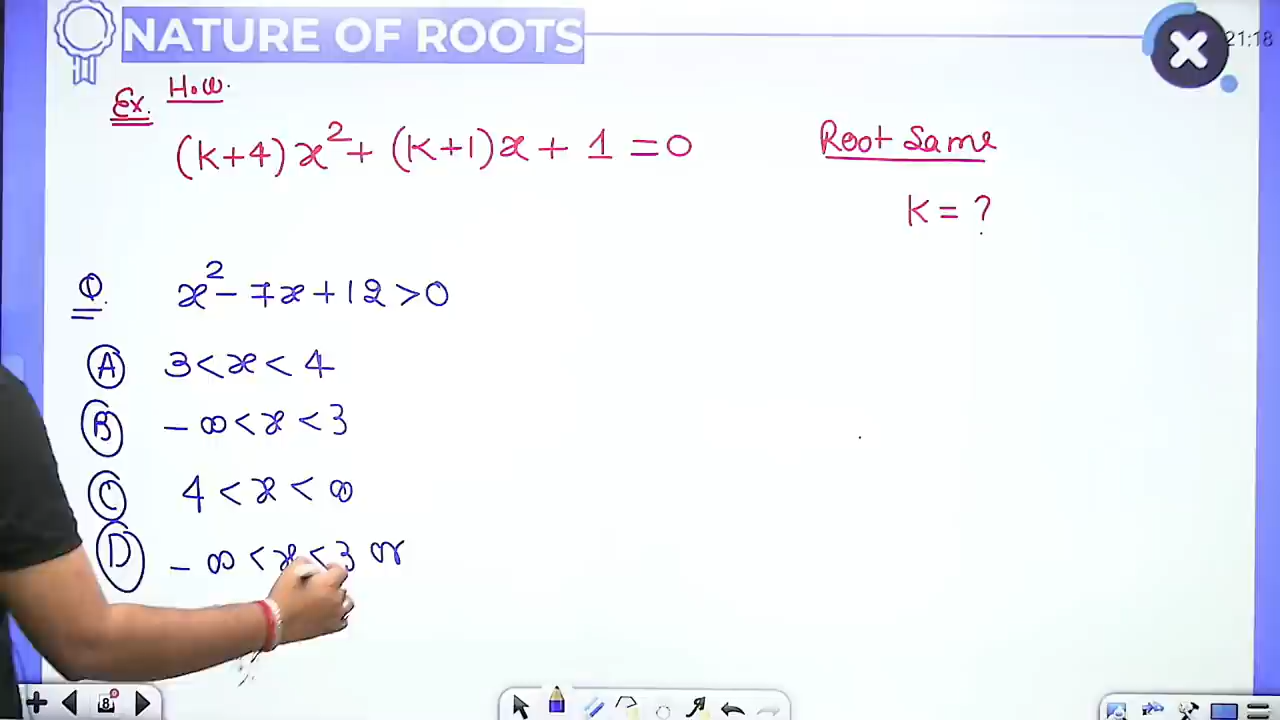 NATURE OF ROOTS
21:18
Ex. H.w.
(k+4)x²+(k+1)x+1=0
Root Same
k=?
Q. x²-7x+12>0
A 3<x<4
B -∞<x<3
C 4<x<∞
D -∞<x<3 or
8